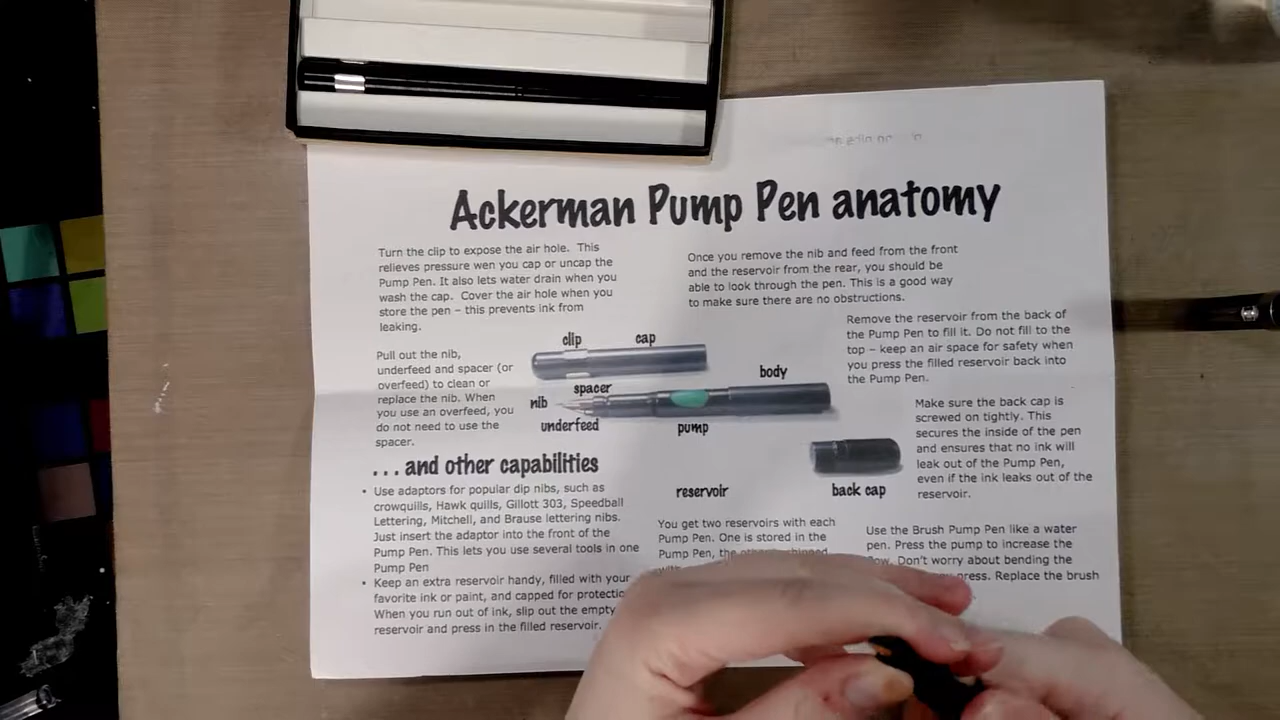 Ackerman Pump Pen anatomy
Turn the clip to expose the air hole. This
relieves pressure wen you cap or uncap the
Pump Pen. It also lets water drain when you
wash the cap. Cover the air hole when you
store the pen – this prevents ink from
leaking.
Once you remove the nib and feed from the front
and the reservoir from the rear, you should be
able to look through the pen. This is a good way
to make sure there are no obstructions.
Remove the reservoir from the back of
the Pump Pen to fill it. Do not fill to the
top – keep an air space for safety when
you press the filled reservoir back into
the Pump Pen.
clip
cap
Pull out the nib,
underfeed and spacer (or
overfeed) to clean or
replace the nib. When
you use an overfeed, you
do not need to use the
spacer.
body
spacer
nib
underfeed
pump
Make sure the back cap is
screwed on tightly. This
secures the inside of the pen
and ensures that no ink will
leak out of the Pump Pen,
even if the ink leaks out of the
reservoir.
reservoir
back cap
...and other capabilities
• Use adaptors for popular dip nibs, such as
crowquills, Hawk quills, Gillott 303, Speedball
Lettering, Mitchell, and Brause lettering nibs.
Just insert the adaptor into the front of the
Pump Pen. This lets you use several tools in one
Pump Pen
• Keep an extra reservoir handy, filled with your
favorite ink or paint, and capped for protectio
When you run out of ink, slip out the empty
reservoir and press in the filled reservoir.
You get two reservoirs with each
Pump Pen. One is stored in the
Pump Pen, the other shipped
with
Use the Brush Pump Pen like a water
pen. Press the pump to increase the
flow. Don't worry about bending the
press. Replace the brush